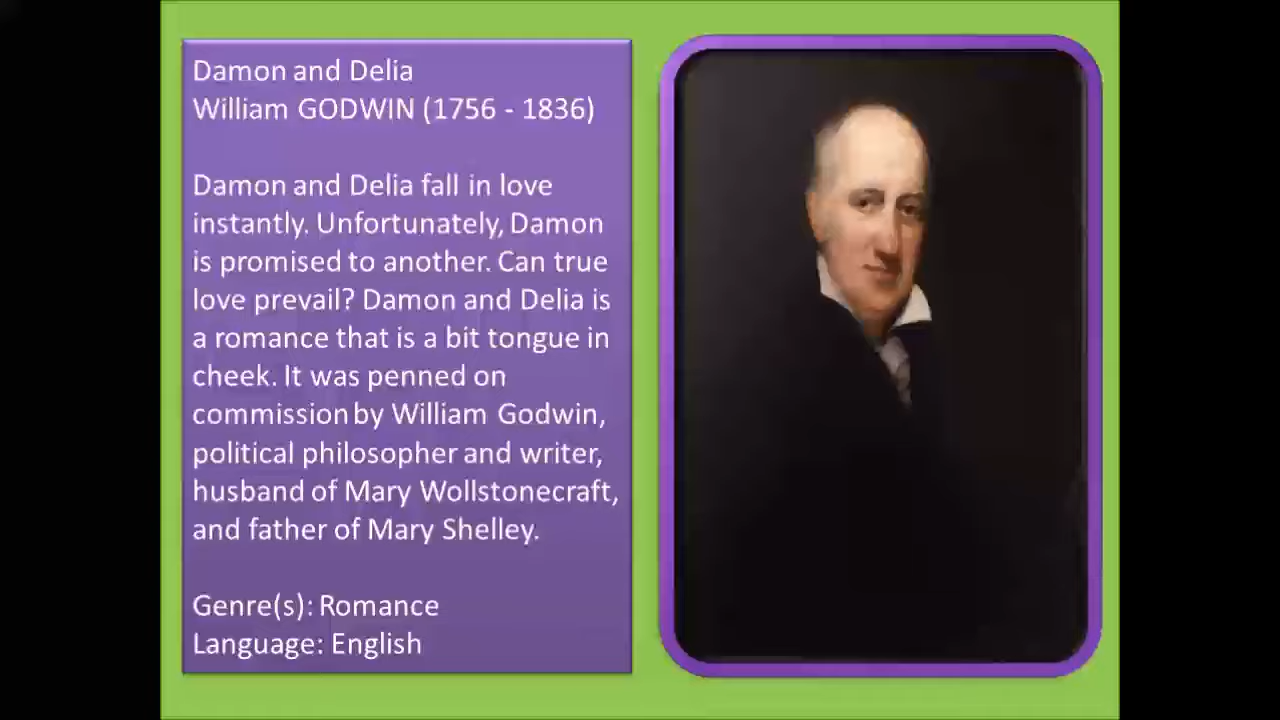 Damon and Delia
William GODWIN (1756 - 1836)
Damon and Delia fall in love
instantly. Unfortunately, Damon
is promised to another. Can true
love prevail? Damon and Delia is
a romance that is a bit tongue in
cheek. It was penned on
commission by William Godwin,
political philosopher and writer,
husband of Mary Wollstonecraft,
and father of Mary Shelley.
Genre(s): Romance
Language: English